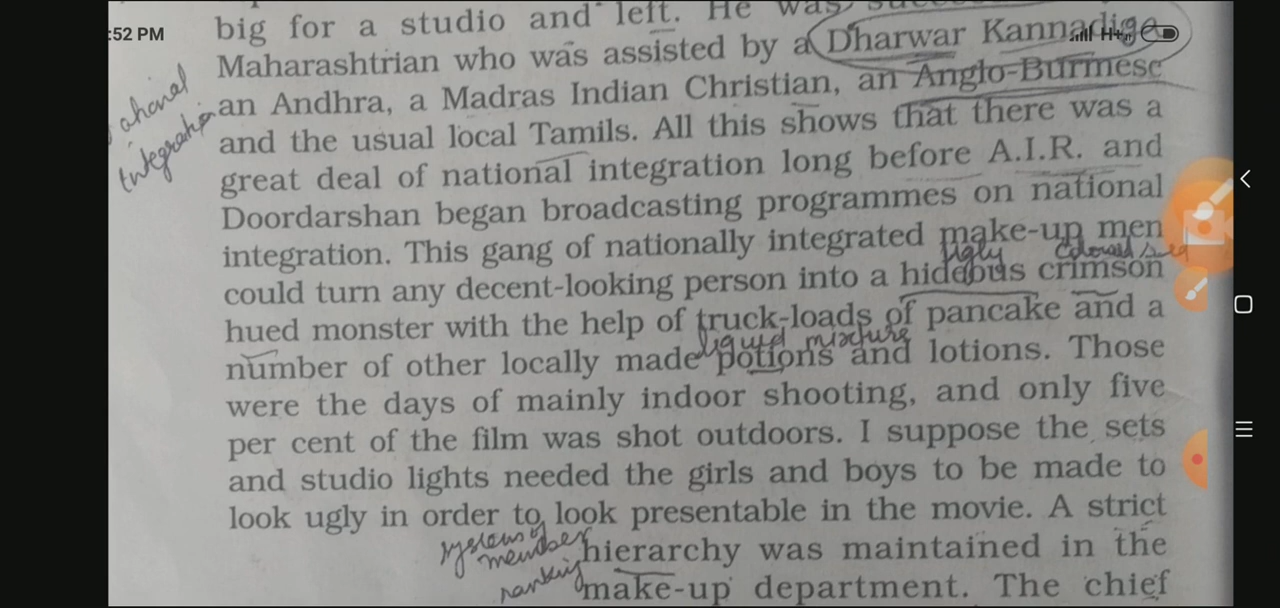 :52 PM
big for a studio and left. He was
Maharashtrian who was assisted by a Dharwar Kannadiga
H+
an Andhra, a Madras Indian Christian, an Anglo-Burmese
National
Integration
and the usual local Tamils. All this shows that there was a
great deal of national integration long before A.I.R. and
Doordarshan began broadcasting programmes on national
integration. This gang of nationally integrated make-up men
ugly
could turn any decent-looking person into a hideous crimson
hued monster with the help of truck-loads of pancake and a
liquid mixture
number of other locally made potions and lotions. Those
were the days of mainly indoor shooting, and only five
per cent of the film was shot outdoors. I suppose the sets
and studio lights needed the girls and boys to be made to
look ugly in order to look presentable in the movie. A strict
system of
member
ranking
hierarchy was maintained in the
make-up department. The chief